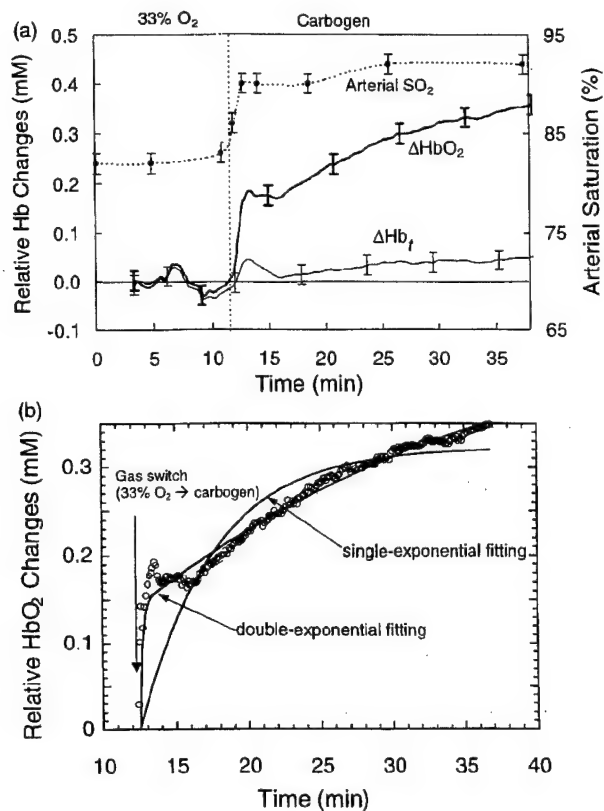 (a)
33% O₂ Carbogen
Relative Hb Changes (mM)
0.5
0.4
0.3
0.2
0.1
0.0
-0.1
Arterial SO₂
ΔHbO₂
ΔHbₜ
95
85
75
65
Arterial Saturation (%)
0 5 10 15 20 25 30 35
Time (min)
(b)
Relative HbO₂ Changes (mM)
0.3
0.2
0.1
0
Gas switch
(33% O₂ → carbogen)
single-exponential fitting
double-exponential fitting
10 15 20 25 30 35 40
Time (min)